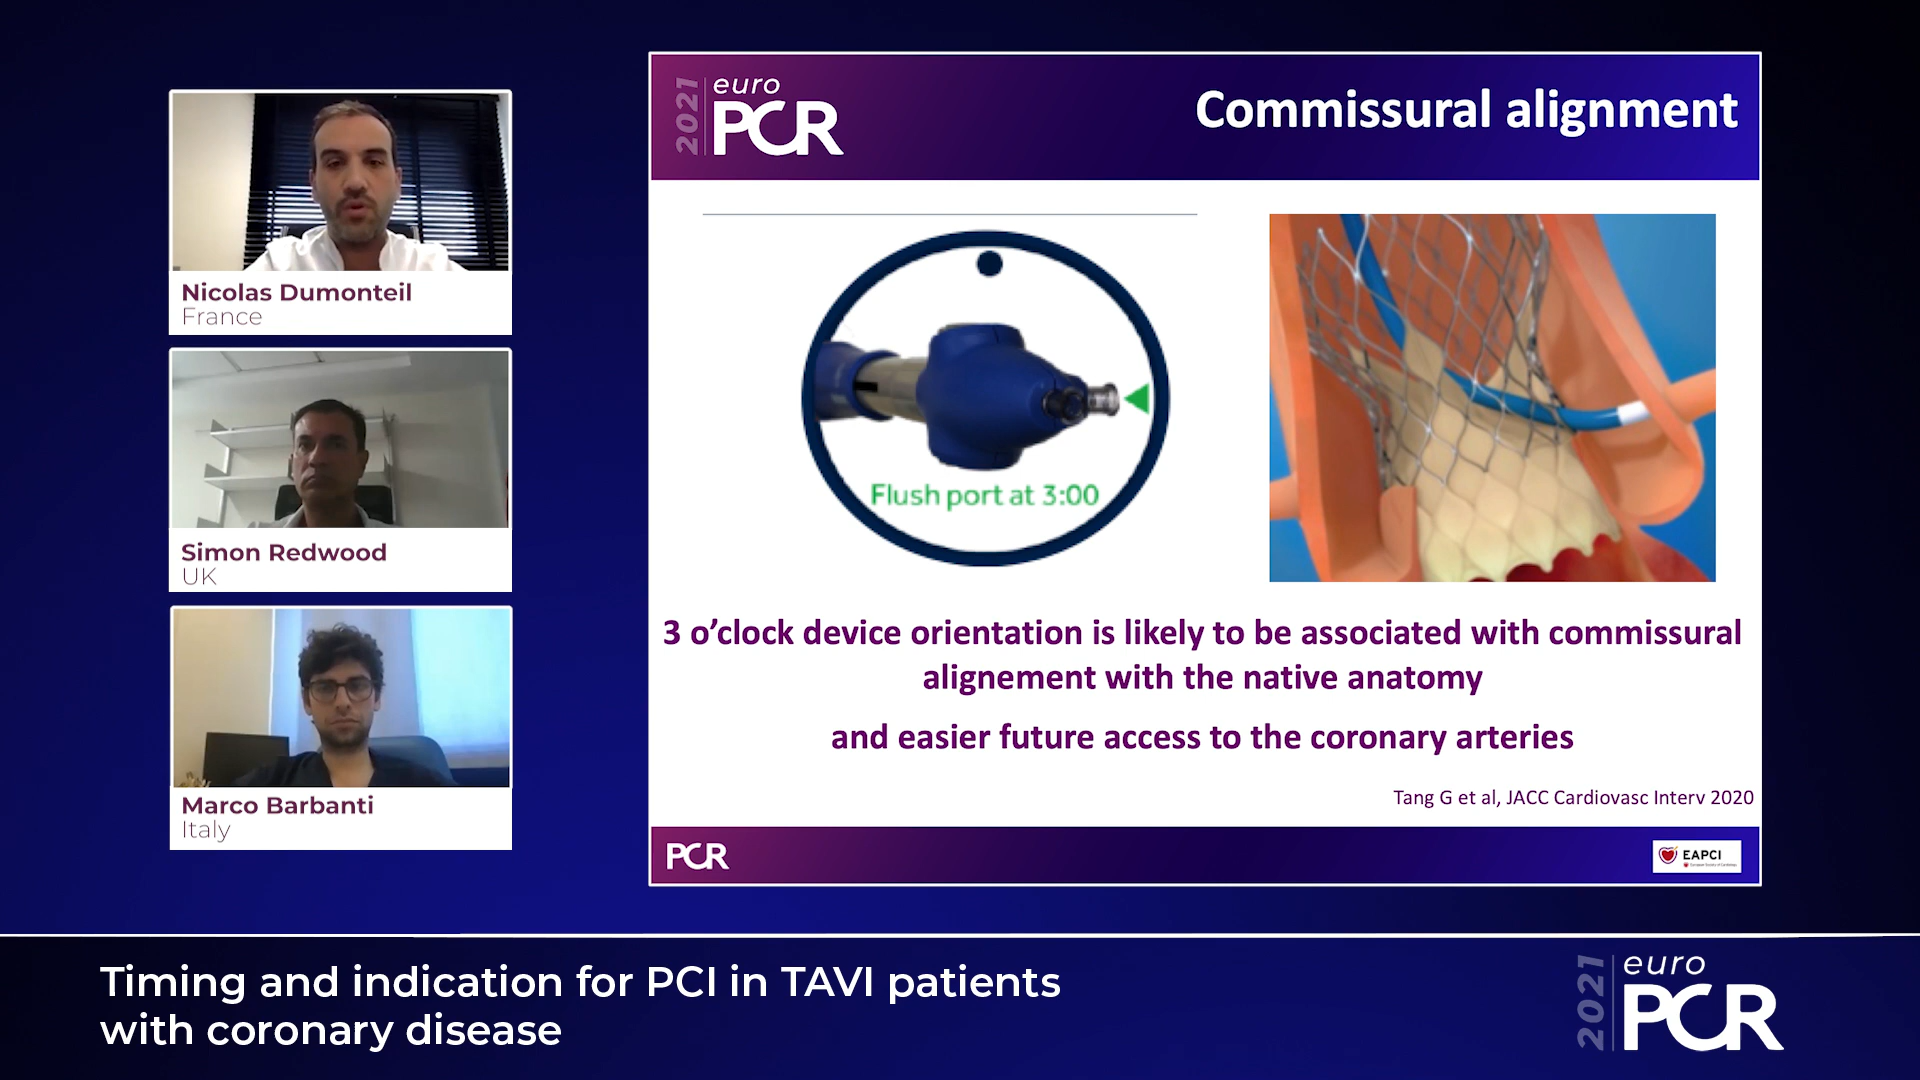 Nicolas Dumonteil
France
Simon Redwood
UK
Marco Barbanti
Italy
2021
euro
PCR
Commissural alignment
Flush port at 3:00
3 o’clock device orientation is likely to be associated with commissural
alignement with the native anatomy
and easier future access to the coronary arteries
Tang G et al, JACC Cardiovasc Interv 2020
PCR
EAPCI
Timing and indication for PCI in TAVI patients
with coronary disease
2021
euro
PCR